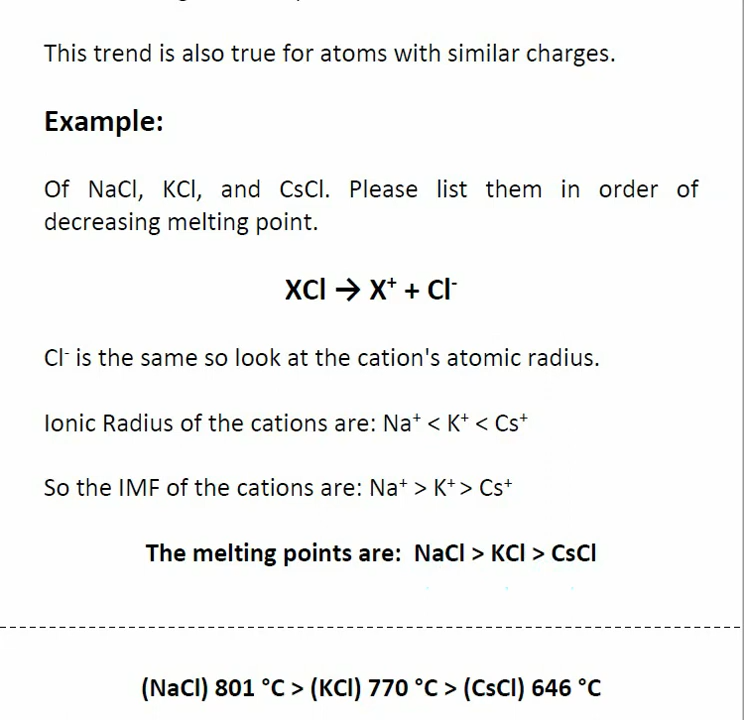 This trend is also true for atoms with similar charges.
Example:
Of NaCl, KCl, and CsCl. Please list them in order of
decreasing melting point.
XCl → X⁺ + Cl⁻
Cl⁻ is the same so look at the cation's atomic radius.
Ionic Radius of the cations are: Na⁺ < K⁺ < Cs⁺
So the IMF of the cations are: Na⁺ > K⁺ > Cs⁺
The melting points are: NaCl > KCl > CsCl
(NaCl) 801 °C > (KCl) 770 °C > (CsCl) 646 °C